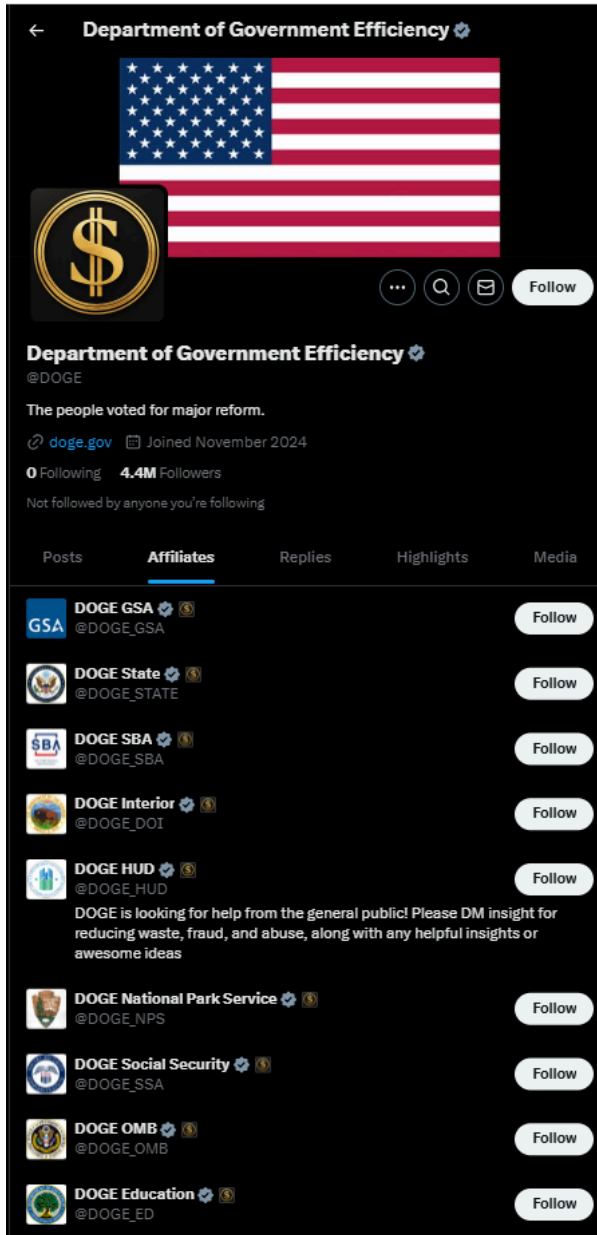 Department of Government Efficiency
$
Follow
Department of Government Efficiency
@DOGE
The people voted for major reform.
doge.gov Joined November 2024
0 Following 4.4M Followers
Not followed by anyone you're following
Posts Affiliates Replies Highlights Media
GSA
DOGE GSA
@DOGE_GSA
Follow
DOGE State
@DOGE_STATE
Follow
SBA
DOGE SBA
@DOGE_SBA
Follow
DOGE Interior
@DOGE_DOI
Follow
DOGE HUD
@DOGE_HUD
Follow
DOGE is looking for help from the general public! Please DM insight for
reducing waste, fraud, and abuse, along with any helpful insights or
awesome ideas
DOGE National Park Service
@DOGE_NPS
Follow
DOGE Social Security
@DOGE_SSA
Follow
DOGE OMB
@DOGE_OMB
Follow
DOGE Education
@DOGE_ED
Follow